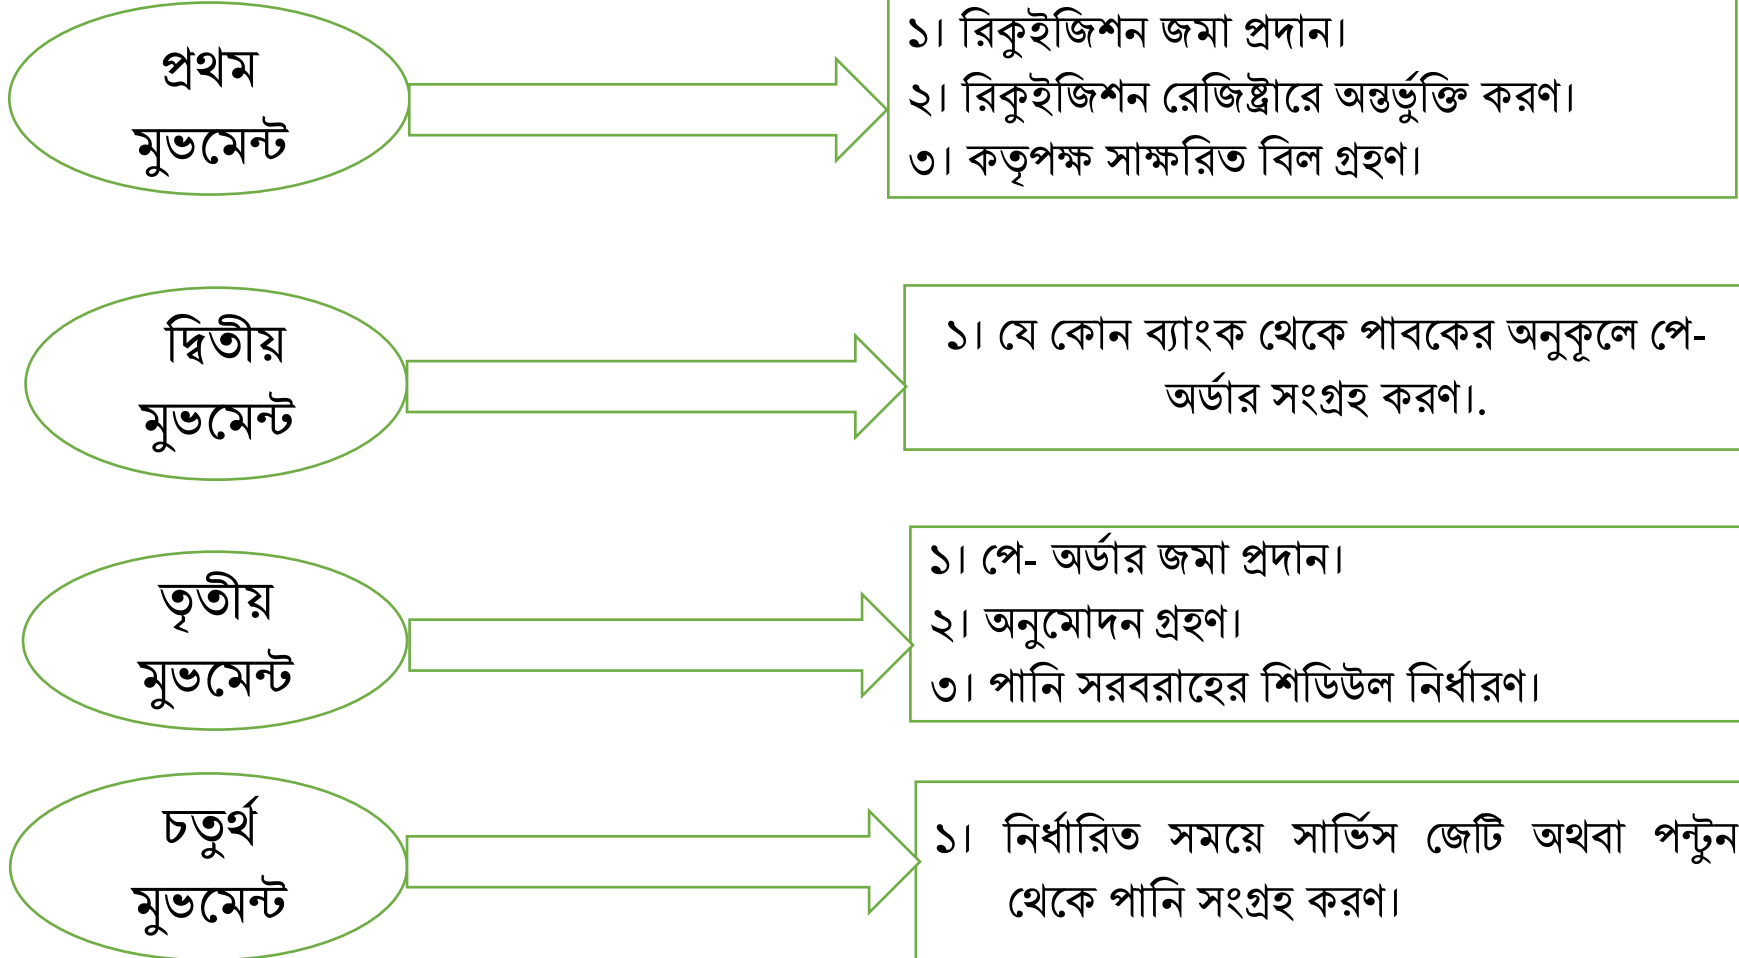 প্রথম
মুভমেন্ট
১। রিকুইজিশন জমা প্রদান।
২। রিকুইজিশন রেজিষ্ট্রারে অন্তর্ভুক্তি করণ।
৩। কতৃপক্ষ সাক্ষরিত বিল গ্রহণ।
দ্বিতীয়
মুভমেন্ট
১। যে কোন ব্যাংক থেকে পাবকের অনুকূলে পে-
অর্ডার সংগ্রহ করণ।.
তৃতীয়
মুভমেন্ট
১। পে- অর্ডার জমা প্রদান।
২। অনুমোদন গ্রহণ।
৩। পানি সরবরাহের শিডিউল নির্ধারণ।
চতুর্থ
মুভমেন্ট
১। নির্ধারিত সময়ে সার্ভিস জেটি অথবা পন্টুন
থেকে পানি সংগ্রহ করণ।